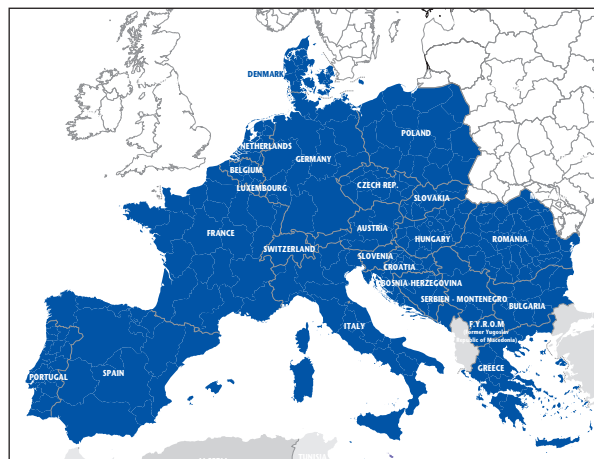 DENMARK
NETHERLANDS
GERMANY
POLAND
BELGIUM
LUXEMBOURG
CZECH REP.
SLOVAKIA
FRANCE
AUSTRIA
SWITZERLAND
HUNGARY
ROMANIA
SLOVENIA
CROATIA
BOSNIA-HERZEGOVINA
SERBIEN - MONTENEGRO
BULGARIA
ITALY
F.Y.R.O.M
(Former Yugoslav
Republic of Macedonia)
PORTUGAL
SPAIN
GREECE
TUNISIA